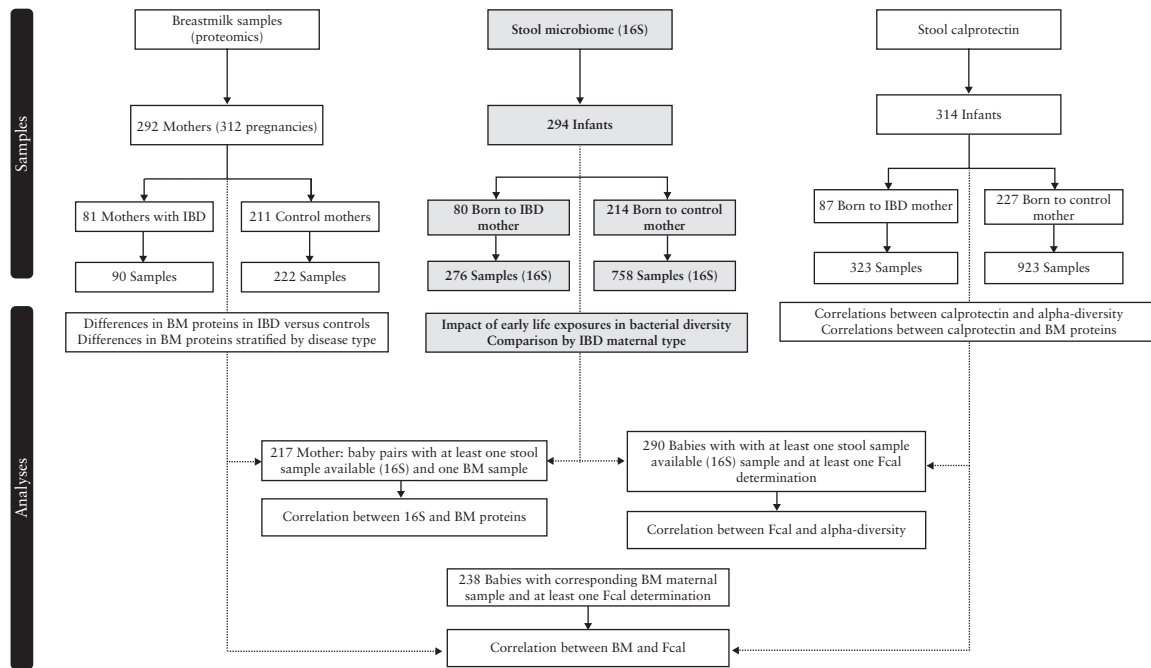 Samples
Breastmilk samples
(proteomics)
292 Mothers (312 pregnancies)
81 Mothers with IBD
211 Control mothers
90 Samples
222 Samples
Stool microbiome (16S)
294 Infants
80 Born to IBD
mother
214 Born to control
mother
276 Samples (16S)
758 Samples (16S)
Stool calprotectin
314 Infants
87 Born to IBD mother
227 Born to control
mother
323 Samples
923 Samples
Analyses
Differences in BM proteins in IBD versus controls
Differences in BM proteins stratified by disease type
Impact of early life exposures in bacterial diversity
Comparison by IBD maternal type
Correlations between calprotectin and alpha-diversity
Correlations between calprotectin and BM proteins
217 Mother: baby pairs with at least one stool
sample available (16S) and one BM sample
Correlation between 16S and BM proteins
290 Babies with with at least one stool sample
available (16S) sample and at least one Fcal
determination
Correlation between Fcal and alpha-diversity
238 Babies with corresponding BM maternal
sample and at least one Fcal determination
Correlation between BM and Fcal